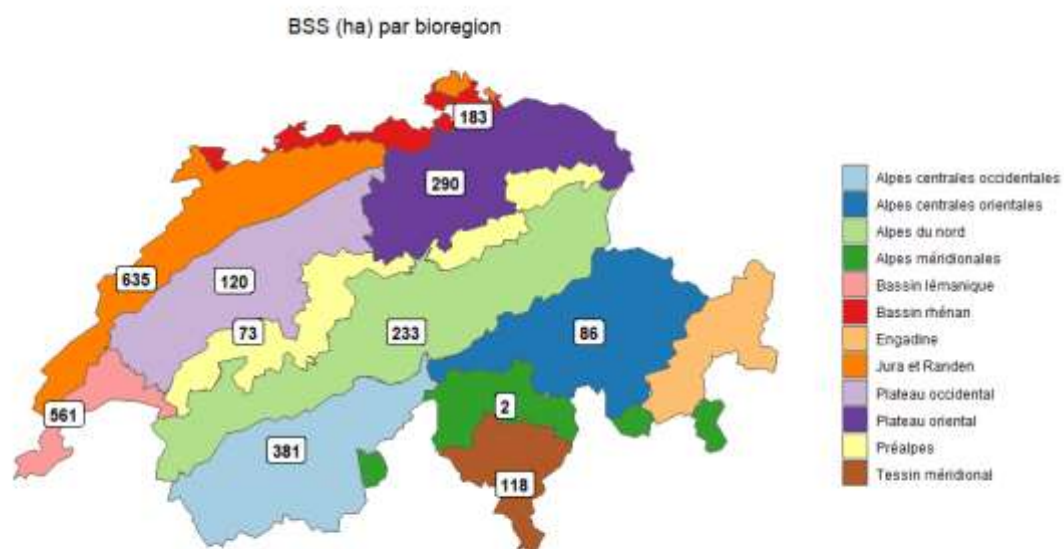 BSS (ha) par bioregion
183
290
635
120
73
233
86
561
2
381
118
Alpes centrales occidentales
Alpes centrales orientales
Alpes du nord
Alpes méridionales
Bassin lémanique
Bassin rhénan
Engadine
Jura et Randen
Plateau occidental
Plateau oriental
Préalpes
Tessin méridional